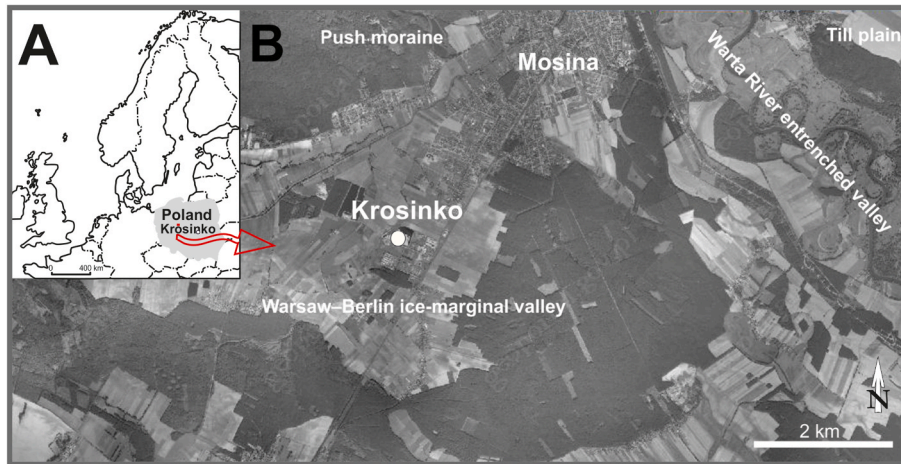 A
B
Push moraine
Mosina
Till plain
Warta River entrenched valley
Krosinko
Poland
Krosinko
0 400 km
Warsaw–Berlin ice-marginal valley
N
2 km